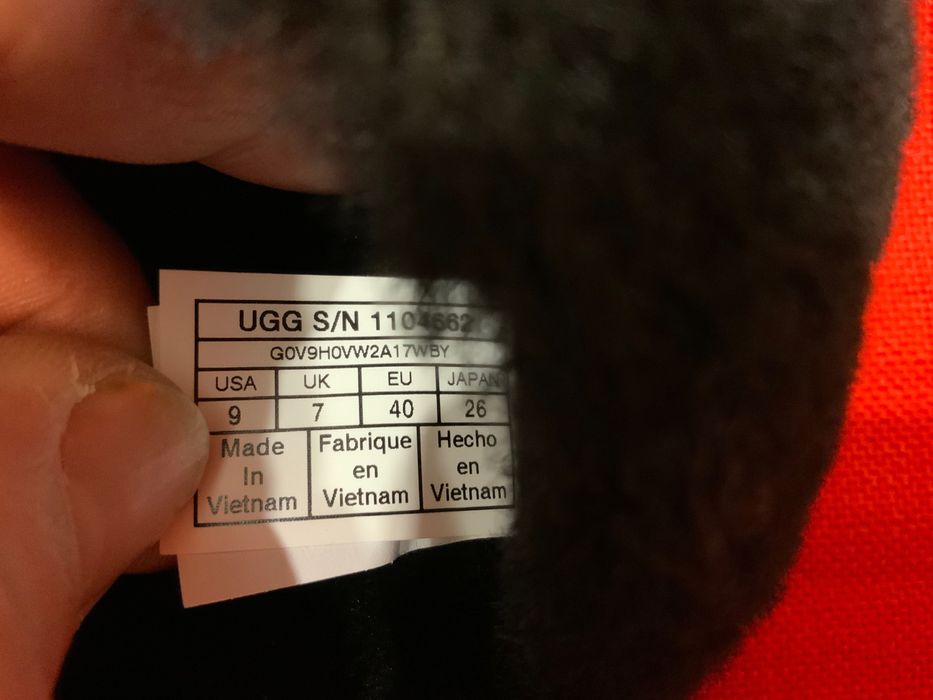 UGG S/N 1104662
G0V9H0VW2A17WBY
USA UK EU JAPAN
9 7 40 26
Made In Vietnam
Fabrique en Vietnam
Hecho en Vietnam